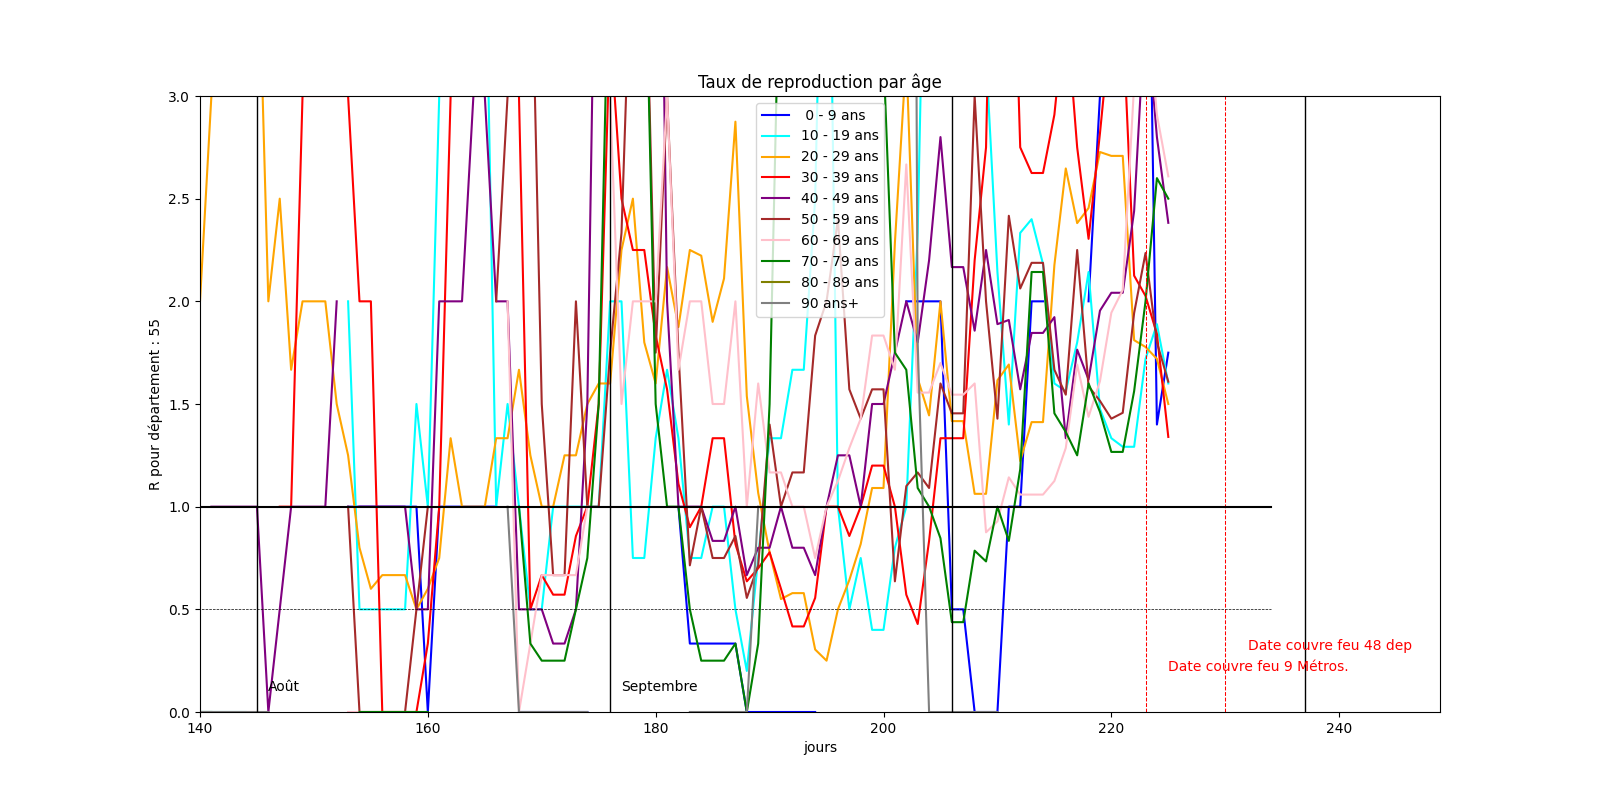 Taux de reproduction par âge
R pour département : 55
3.0
2.5
2.0
1.5
1.0
0.5
0.0
0 - 9 ans
10 - 19 ans
20 - 29 ans
30 - 39 ans
40 - 49 ans
50 - 59 ans
60 - 69 ans
70 - 79 ans
80 - 89 ans
90 ans+
Date couvre feu 48 dep
Date couvre feu 9 Métros.
Août
Septembre
140
160
180
200
220
240
jours